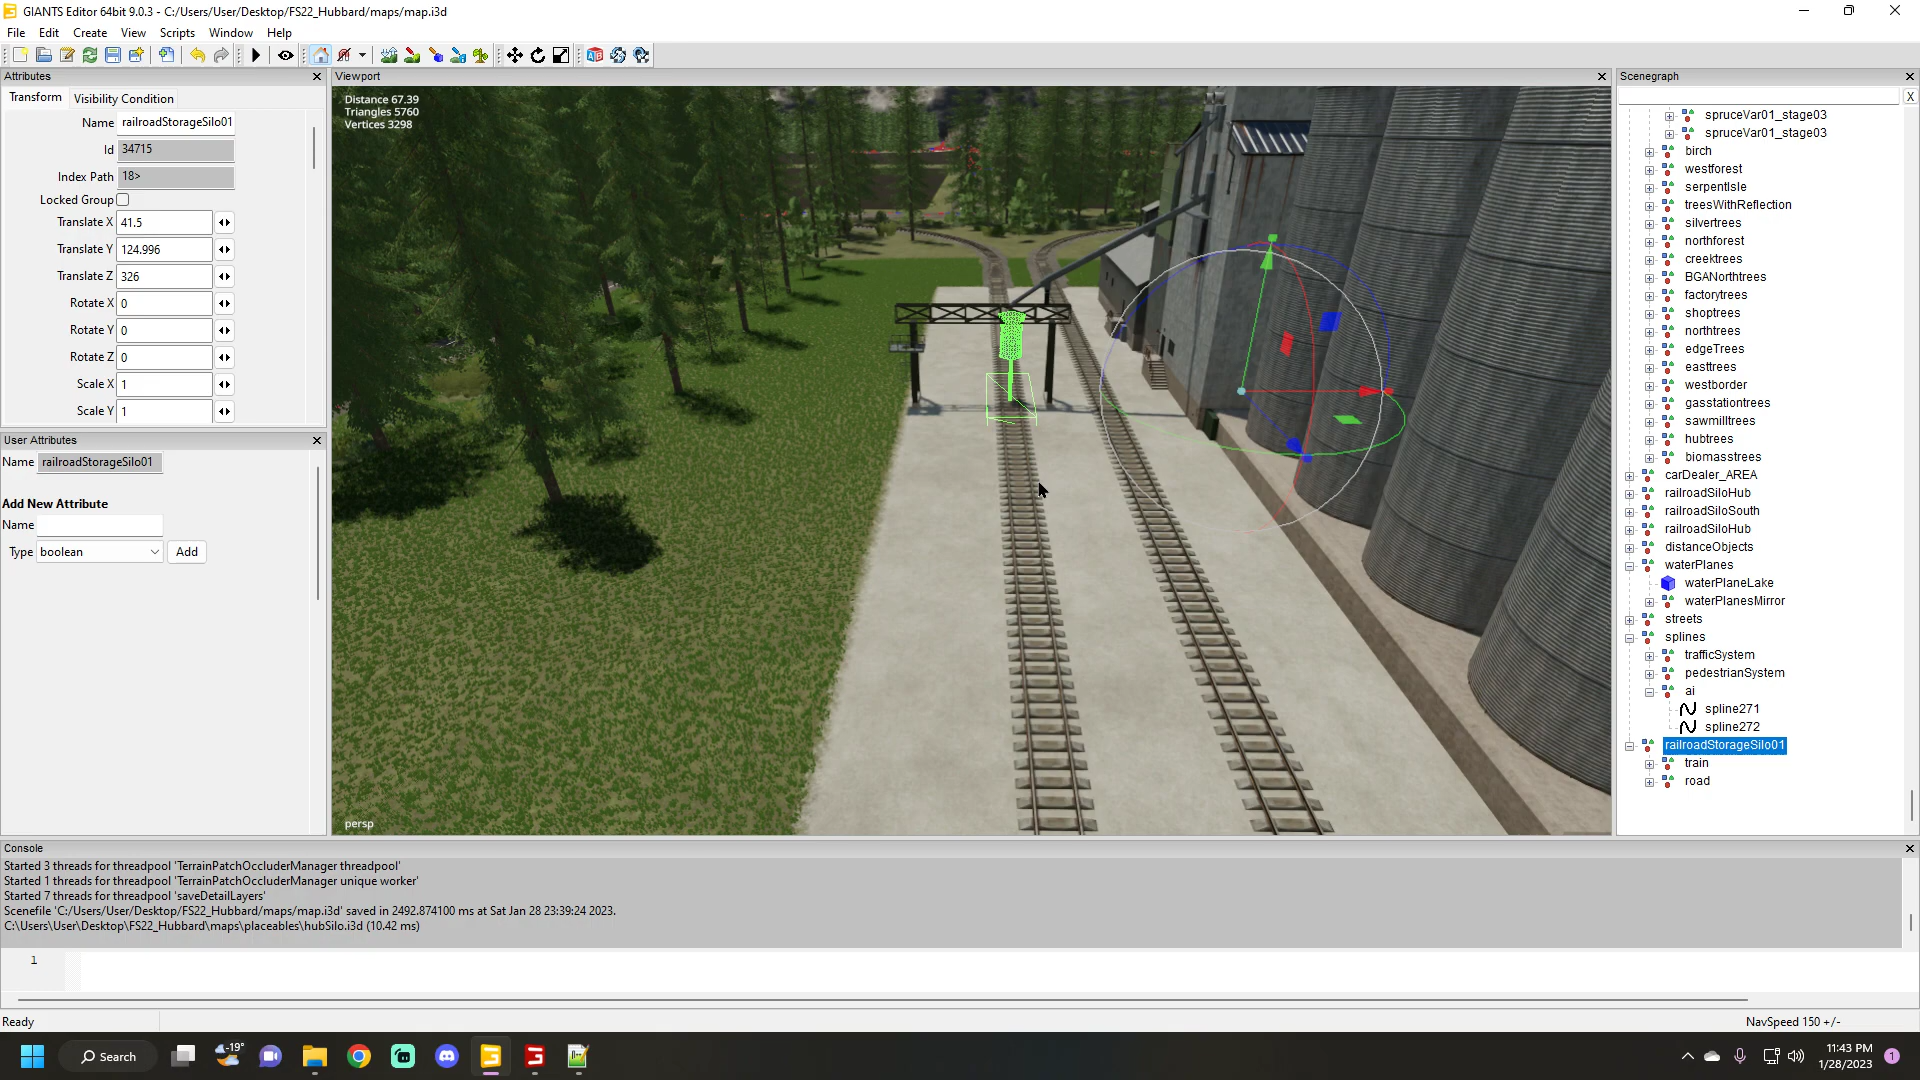 GIANTS Editor 64bit 9.0.3 - C:/Users/User/Desktop/FS22_Hubbard/maps/map.i3d
File Edit Create View Scripts Window Help
Attributes
Transform Visibility Condition
Name railroadStorageSilo01
Id 34715
Index Path 18>
Locked Group
Translate X 41.5
Translate Y 124.996
Translate Z 326
Rotate X 0
Rotate Y 0
Rotate Z 0
Scale X 1
Scale Y 1
User Attributes
Name railroadStorageSilo01
Add New Attribute
Name
Type boolean Add
Viewport
Distance 67.39
Triangles 5760
Vertices 3298
persp
Scenegraph
X
spruceVar01_stage03
spruceVar01_stage03
birch
westforest
serpentIsle
treesWithReflection
silvertrees
northforest
creektrees
BGANorthtrees
factorytrees
shoptrees
northtrees
edgeTrees
easttrees
westborder
gasstationtrees
sawmilltrees
hubtrees
biomasstrees
carDealer_AREA
railroadSiloHub
railroadSiloSouth
railroadSiloHub
distanceObjects
waterPlanes
waterPlaneLake
waterPlanesMirror
streets
splines
trafficSystem
pedestrianSystem
ai
spline271
spline272
railroadStorageSilo01
train
road
Console
Started 3 threads for threadpool 'TerrainPatchOccluderManager threadpool'
Started 1 threads for threadpool 'TerrainPatchOccluderManager unique worker'
Started 7 threads for threadpool 'saveDetailLayers'
Scenefile 'C:/Users/User/Desktop/FS22_Hubbard/maps/map.i3d' saved in 2492.874100 ms at Sat Jan 28 23:39:24 2023.
C:\Users\User\Desktop\FS22_Hubbard\maps\placeables\hubSilo.i3d (10.42 ms)
1
Ready
NavSpeed 150 +/-
Search
-19°
11:43 PM
1/28/2023
1